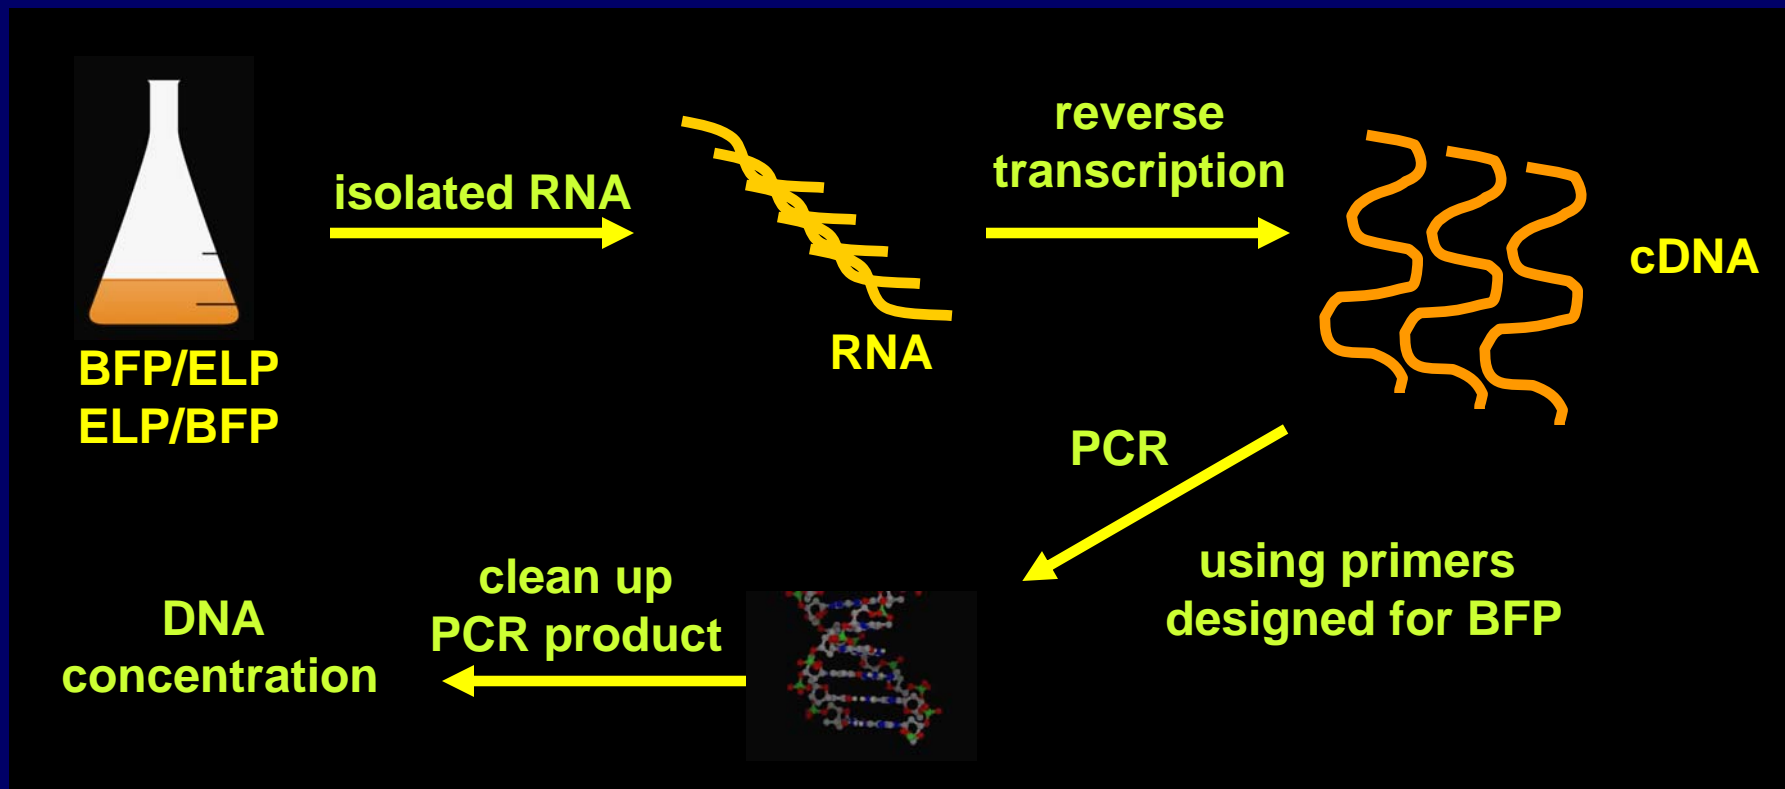 isolated RNA
reverse
transcription
BFP/ELP
ELP/BFP
RNA
cDNA
PCR
using primers
designed for BFP
clean up
PCR product
DNA
concentration